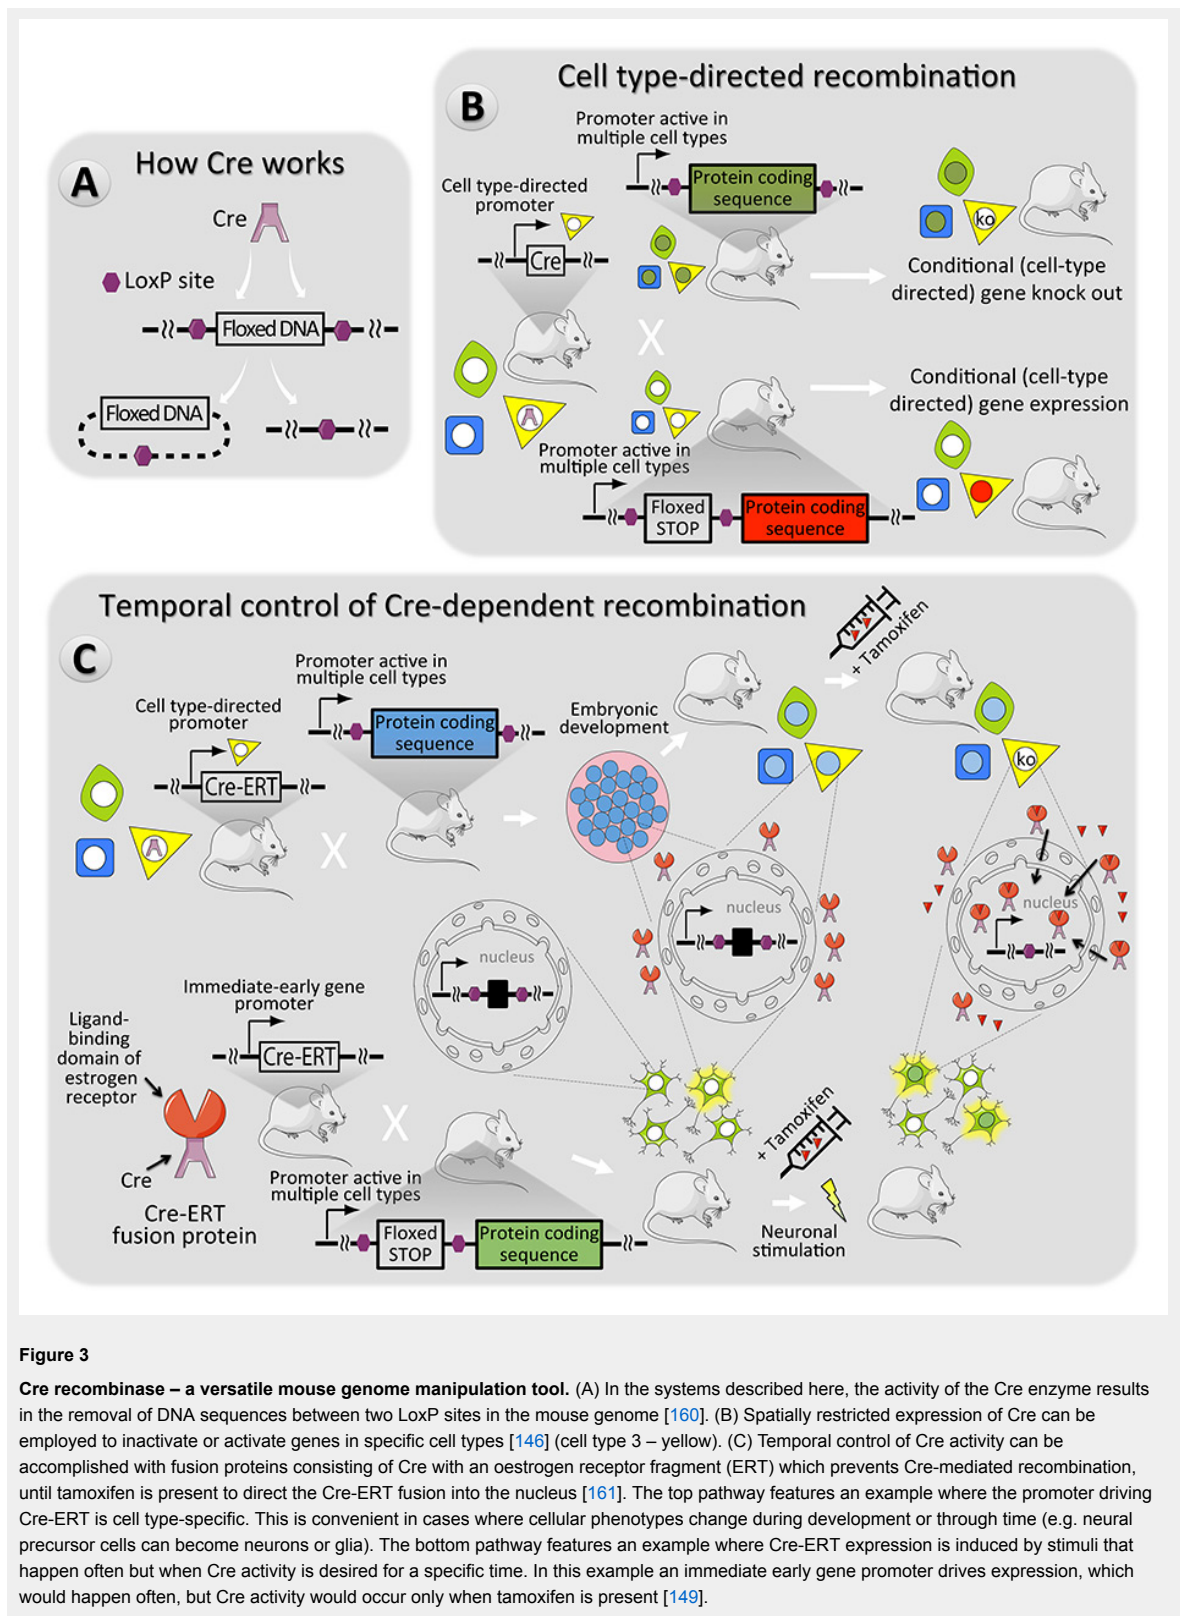 A
How Cre works
Cre
LoxP site
Floxed DNA
Floxed DNA
B
Cell type-directed recombination
Promoter active in
multiple cell types
Protein coding
sequence
Cell type-directed
promoter
Cre
ko
Conditional (cell-type
directed) gene knock out
X
Conditional (cell-type
directed) gene expression
Promoter active in
multiple cell types
Floxed
STOP
Protein coding
sequence
C
Temporal control of Cre-dependent recombination
+ Tamoxifen
Promoter active in
multiple cell types
Protein coding
sequence
Cell type-directed
promoter
Cre-ERT
X
Embryonic
development
ko
nucleus
nucleus
nucleus
Immediate-early gene
promoter
Cre-ERT
Ligand-
binding
domain of
estrogen
receptor
Cre
Cre-ERT
fusion protein
X
Promoter active in
multiple cell types
Floxed
STOP
Protein coding
sequence
+ Tamoxifen
Neuronal
stimulation
Figure 3
Cre recombinase – a versatile mouse genome manipulation tool. (A) In the systems described here, the activity of the Cre enzyme results
in the removal of DNA sequences between two LoxP sites in the mouse genome [160]. (B) Spatially restricted expression of Cre can be
employed to inactivate or activate genes in specific cell types [146] (cell type 3 – yellow). (C) Temporal control of Cre activity can be
accomplished with fusion proteins consisting of Cre with an oestrogen receptor fragment (ERT) which prevents Cre-mediated recombination,
until tamoxifen is present to direct the Cre-ERT fusion into the nucleus [161]. The top pathway features an example where the promoter driving
Cre-ERT is cell type-specific. This is convenient in cases where cellular phenotypes change during development or through time (e.g. neural
precursor cells can become neurons or glia). The bottom pathway features an example where Cre-ERT expression is induced by stimuli that
happen often but when Cre activity is desired for a specific time. In this example an immediate early gene promoter drives expression, which
would happen often, but Cre activity would occur only when tamoxifen is present [149].